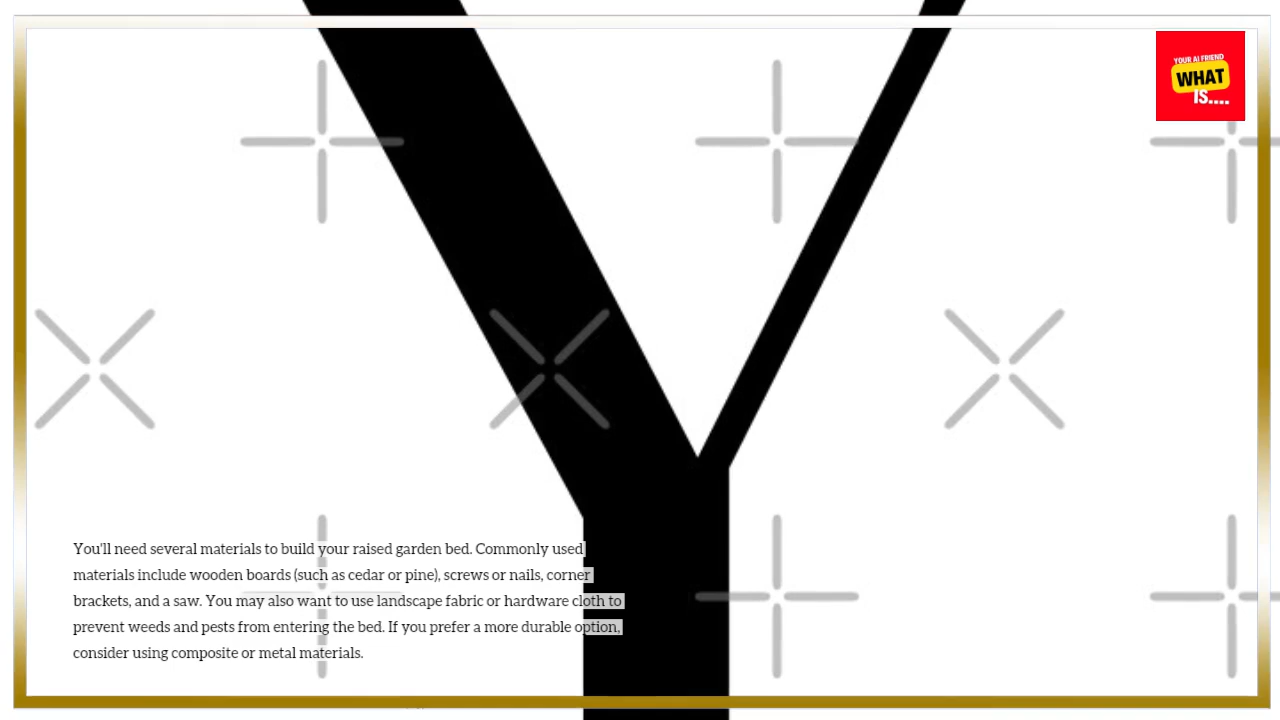 YOUR AI FRIEND
WHAT
IS....
Y
You'll need several materials to build your raised garden bed. Commonly used
materials include wooden boards (such as cedar or pine), screws or nails, corner
brackets, and a saw. You may also want to use landscape fabric or hardware cloth to
prevent weeds and pests from entering the bed. If you prefer a more durable option,
consider using composite or metal materials.